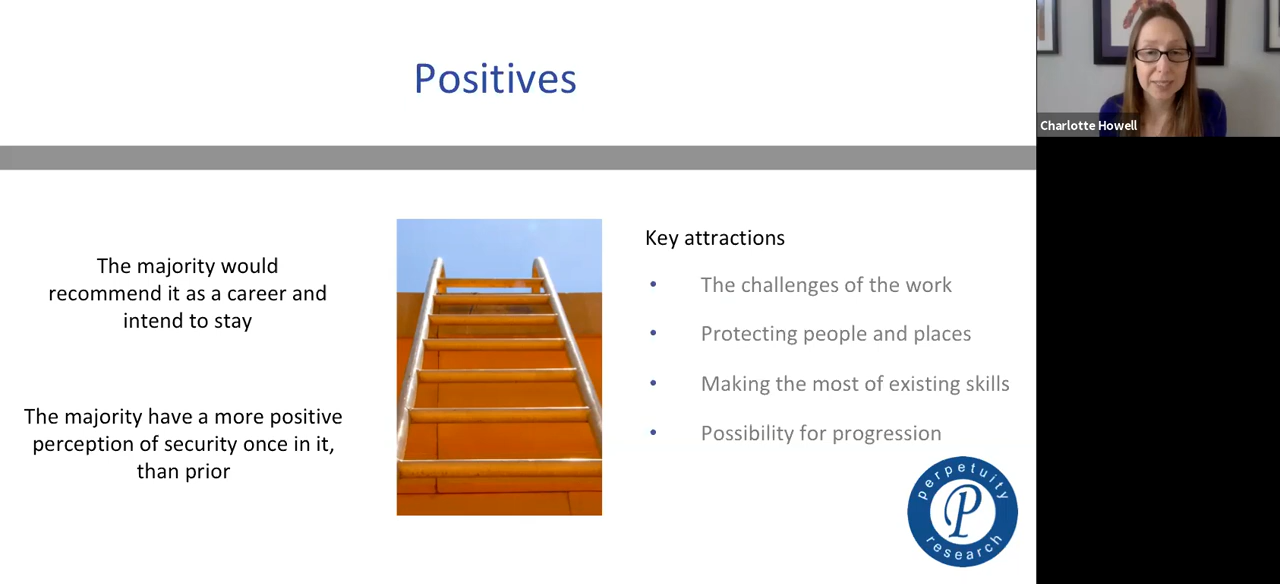 Positives
The majority would
recommend it as a career and
intend to stay
The majority have a more positive
perception of security once in it,
than prior
Key attractions
• The challenges of the work
• Protecting people and places
• Making the most of existing skills
• Possibility for progression
perpetuity
P
research
Charlotte Howell